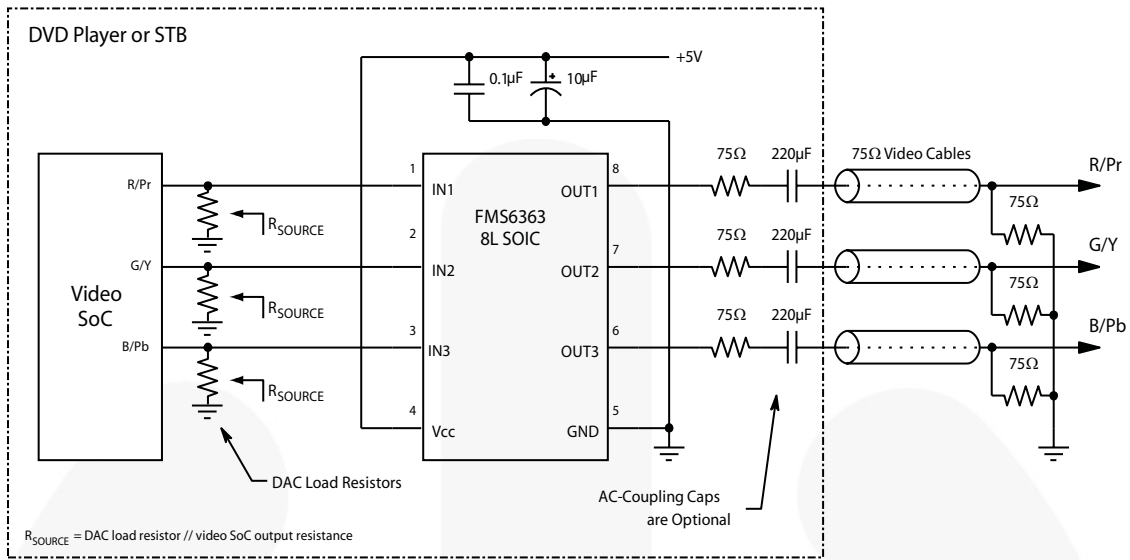 DVD Player or STB
+5V
0.1µF
+
10µF
Video
SoC
R/Pr
G/Y
B/Pb
R_SOURCE
R_SOURCE
R_SOURCE
DAC Load Resistors
FMS6363
8L SOIC
1
IN1
2
IN2
3
IN3
4
Vcc
8
OUT1
7
OUT2
6
OUT3
5
GND
75Ω
220µF
75Ω
220µF
75Ω
220µF
75Ω Video Cables
R/Pr
75Ω
G/Y
75Ω
B/Pb
75Ω
AC-Coupling Caps
are Optional
R_SOURCE = DAC load resistor // video SoC output resistance